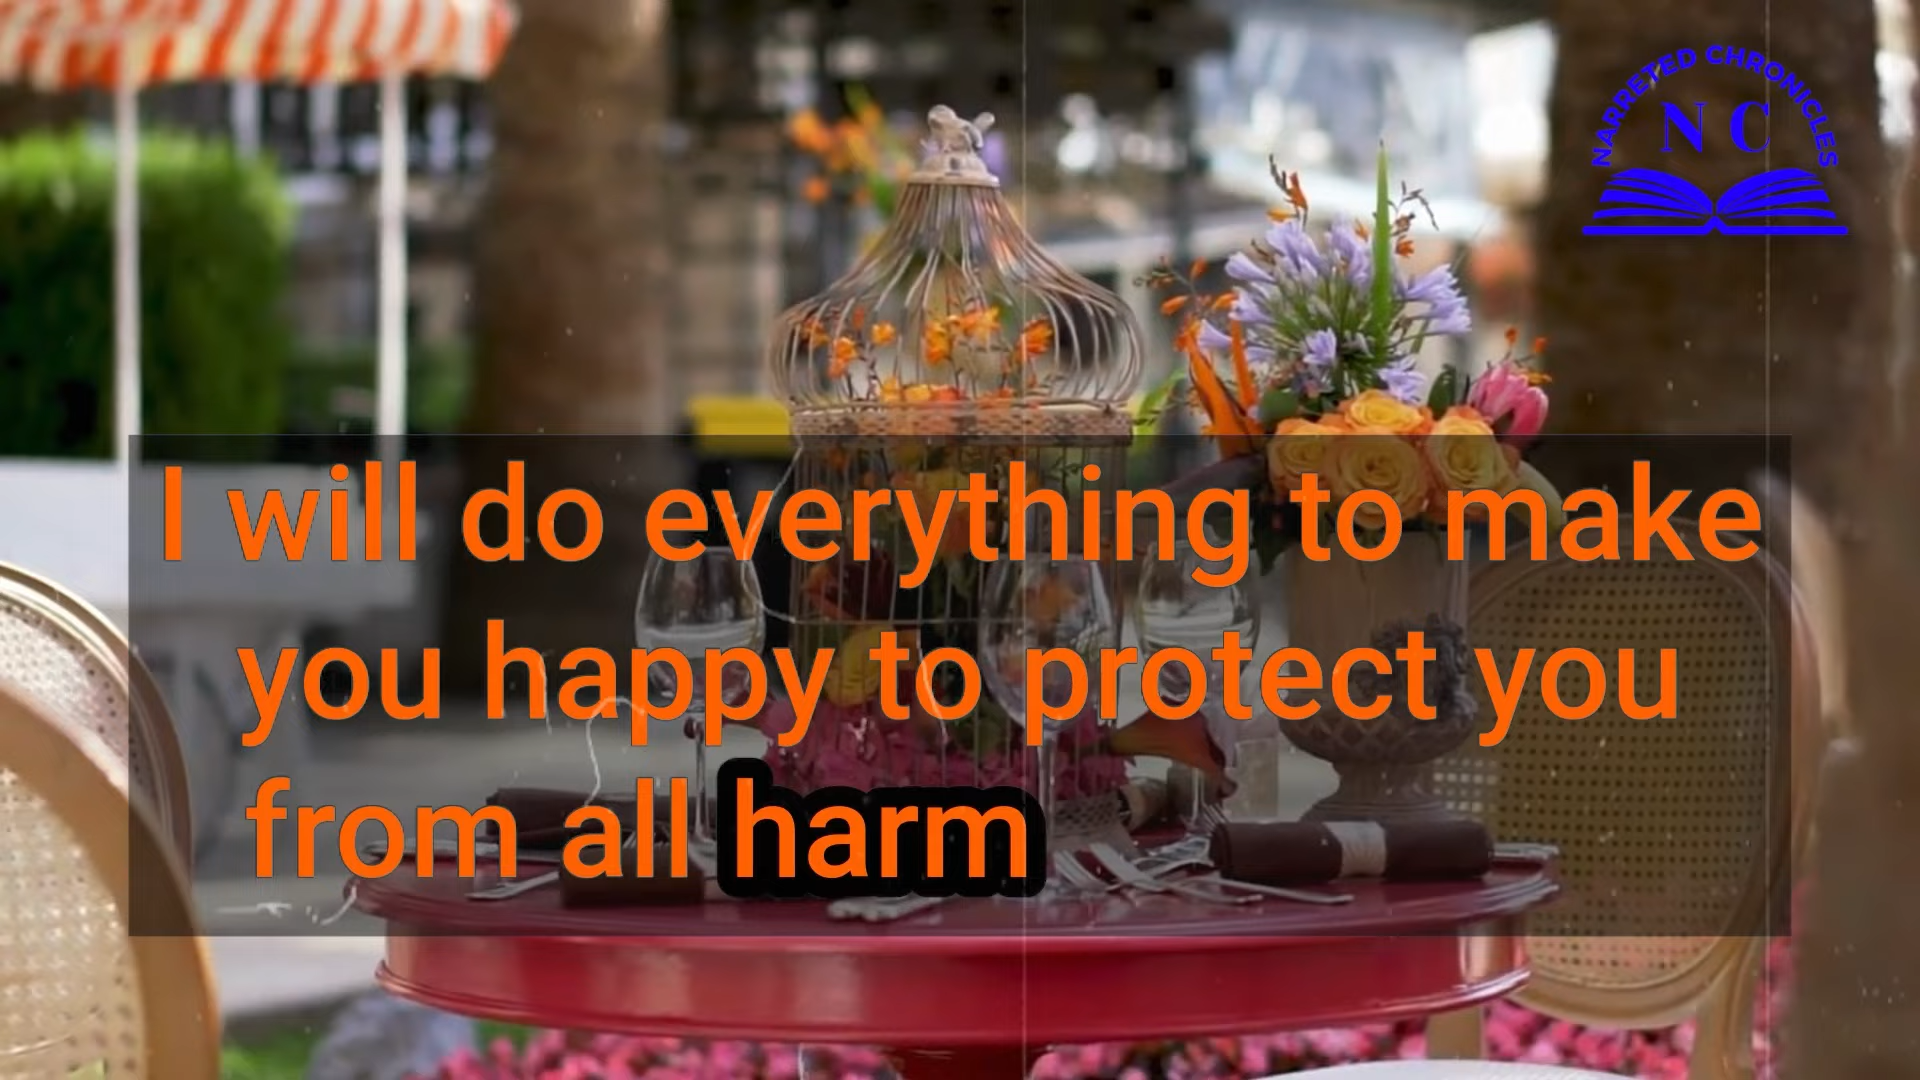 NARRETED CHRONICLES
N C
I will do everything to make
you happy to protect you
from all harm